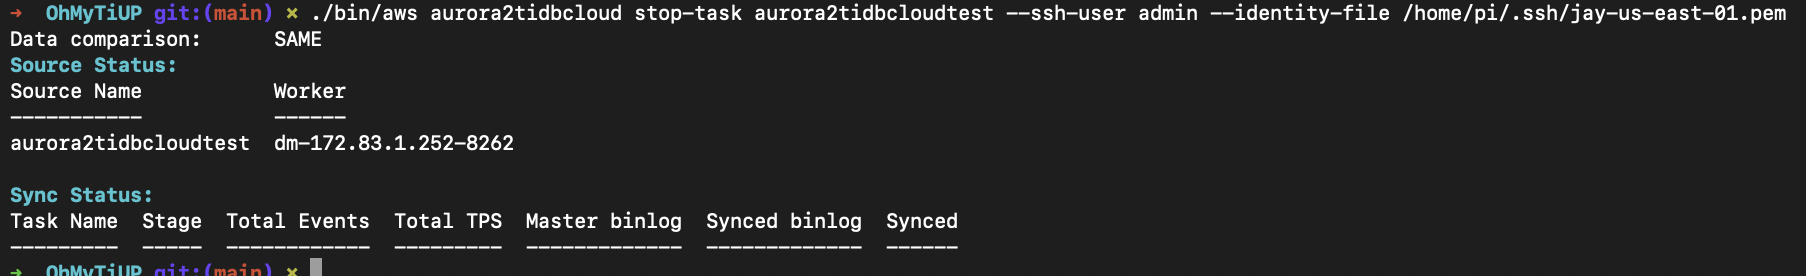 → OhMyTiUP git:(main) × ./bin/aws aurora2tidbcloud stop-task aurora2tidbcloudtest --ssh-user admin --identity-file /home/pi/.ssh/jay-us-east-01.pem
Data comparison: SAME
Source Status:
Source Name Worker
----------- ------
aurora2tidbcloudtest dm-172.83.1.252-8262
Sync Status:
Task Name Stage Total Events Total TPS Master binlog Synced binlog Synced
--------- ----- ------------ --------- ------------- ------------- ------
→ OhMyTiUP git:(main) ×